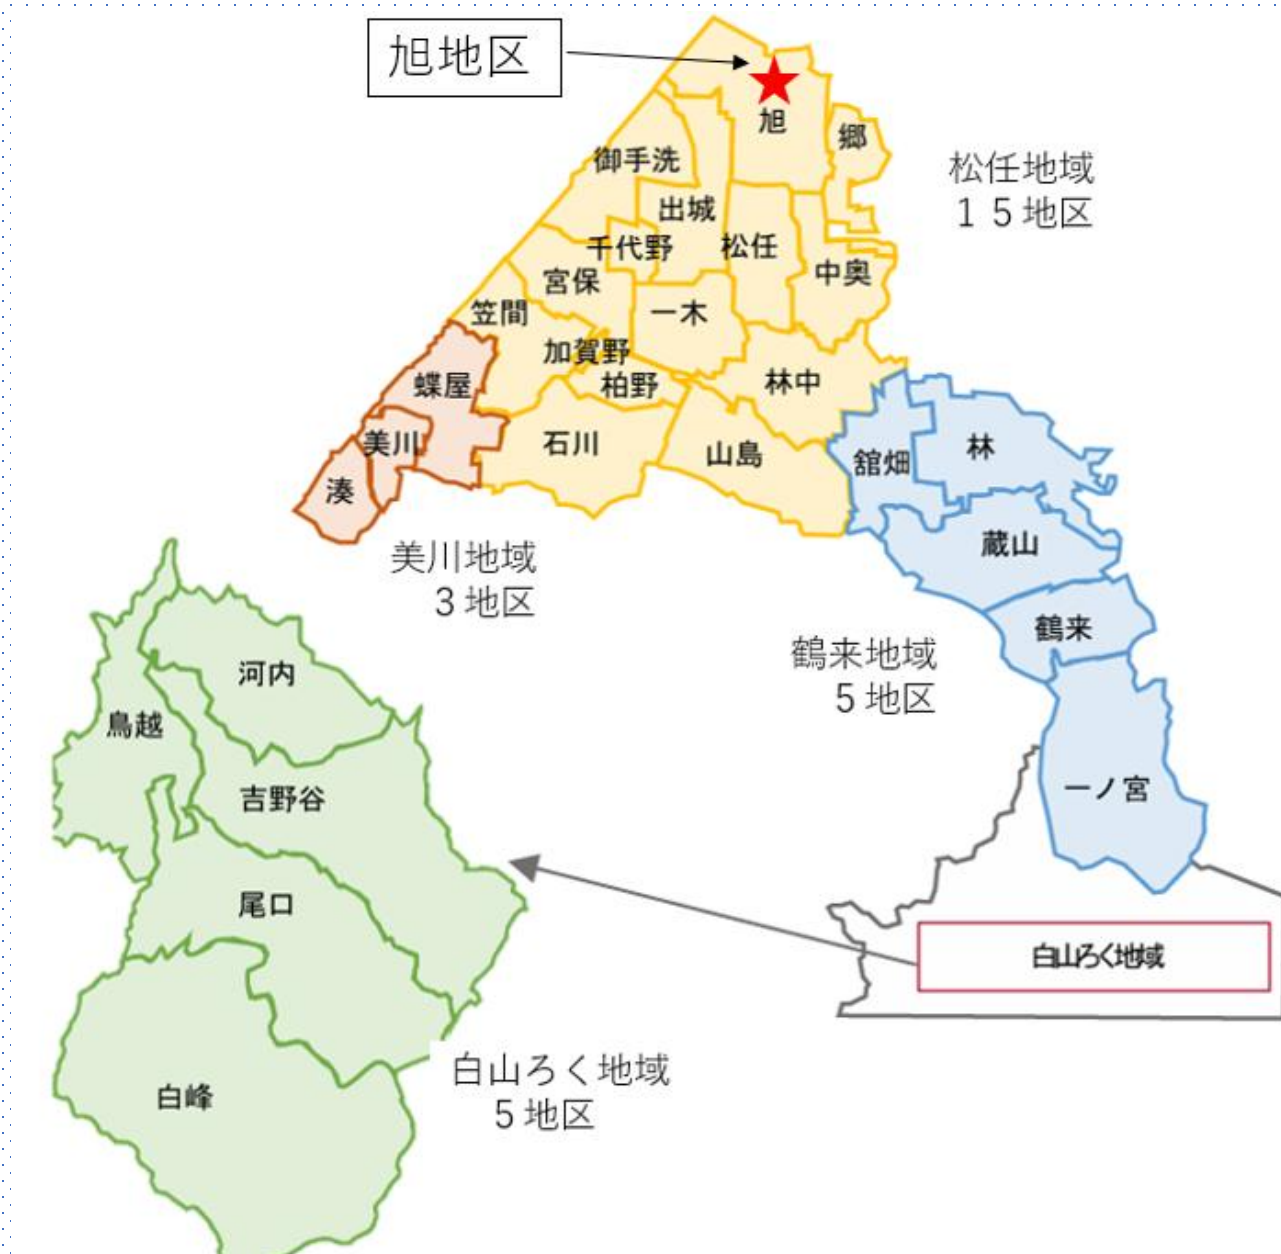 旭地区
旭
郷
御手洗
松任地域
15地区
出城
千代野
松任
中奥
宮保
笠間
一木
加賀野
柏野
林中
蝶屋
美川
石川
山島
舘畑
林
湊
蔵山
美川地域
3地区
鶴来
鶴来地域
5地区
河内
鳥越
吉野谷
一ノ宮
尾口
白山ろく地域
白峰
白山ろく地域
5地区